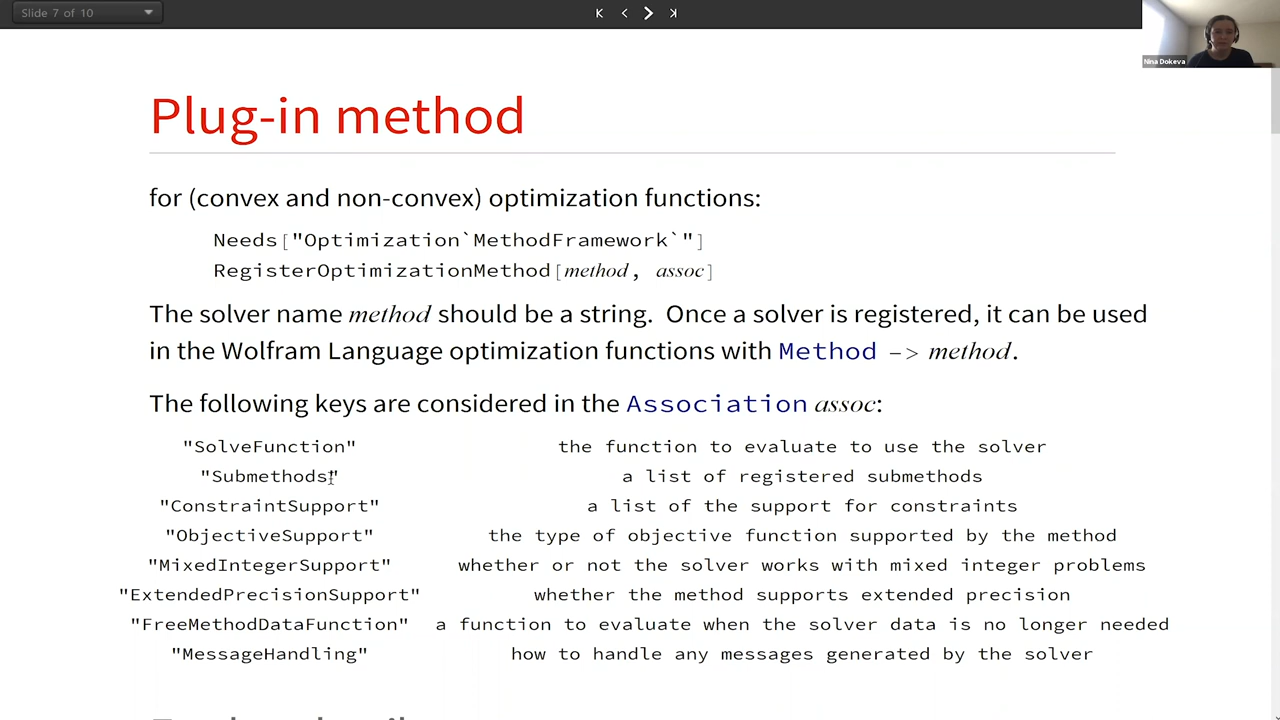 Slide 7 of 10
Nina Dokeva
Plug-in method
for (convex and non-convex) optimization functions:
Needs["Optimization`MethodFramework`"]
RegisterOptimizationMethod[method, assoc]
The solver name method should be a string. Once a solver is registered, it can be used
in the Wolfram Language optimization functions with Method -> method.
The following keys are considered in the Association assoc:
"SolveFunction" the function to evaluate to use the solver
"Submethods" a list of registered submethods
"ConstraintSupport" a list of the support for constraints
"ObjectiveSupport" the type of objective function supported by the method
"MixedIntegerSupport" whether or not the solver works with mixed integer problems
"ExtendedPrecisionSupport" whether the method supports extended precision
"FreeMethodDataFunction" a function to evaluate when the solver data is no longer needed
"MessageHandling" how to handle any messages generated by the solver